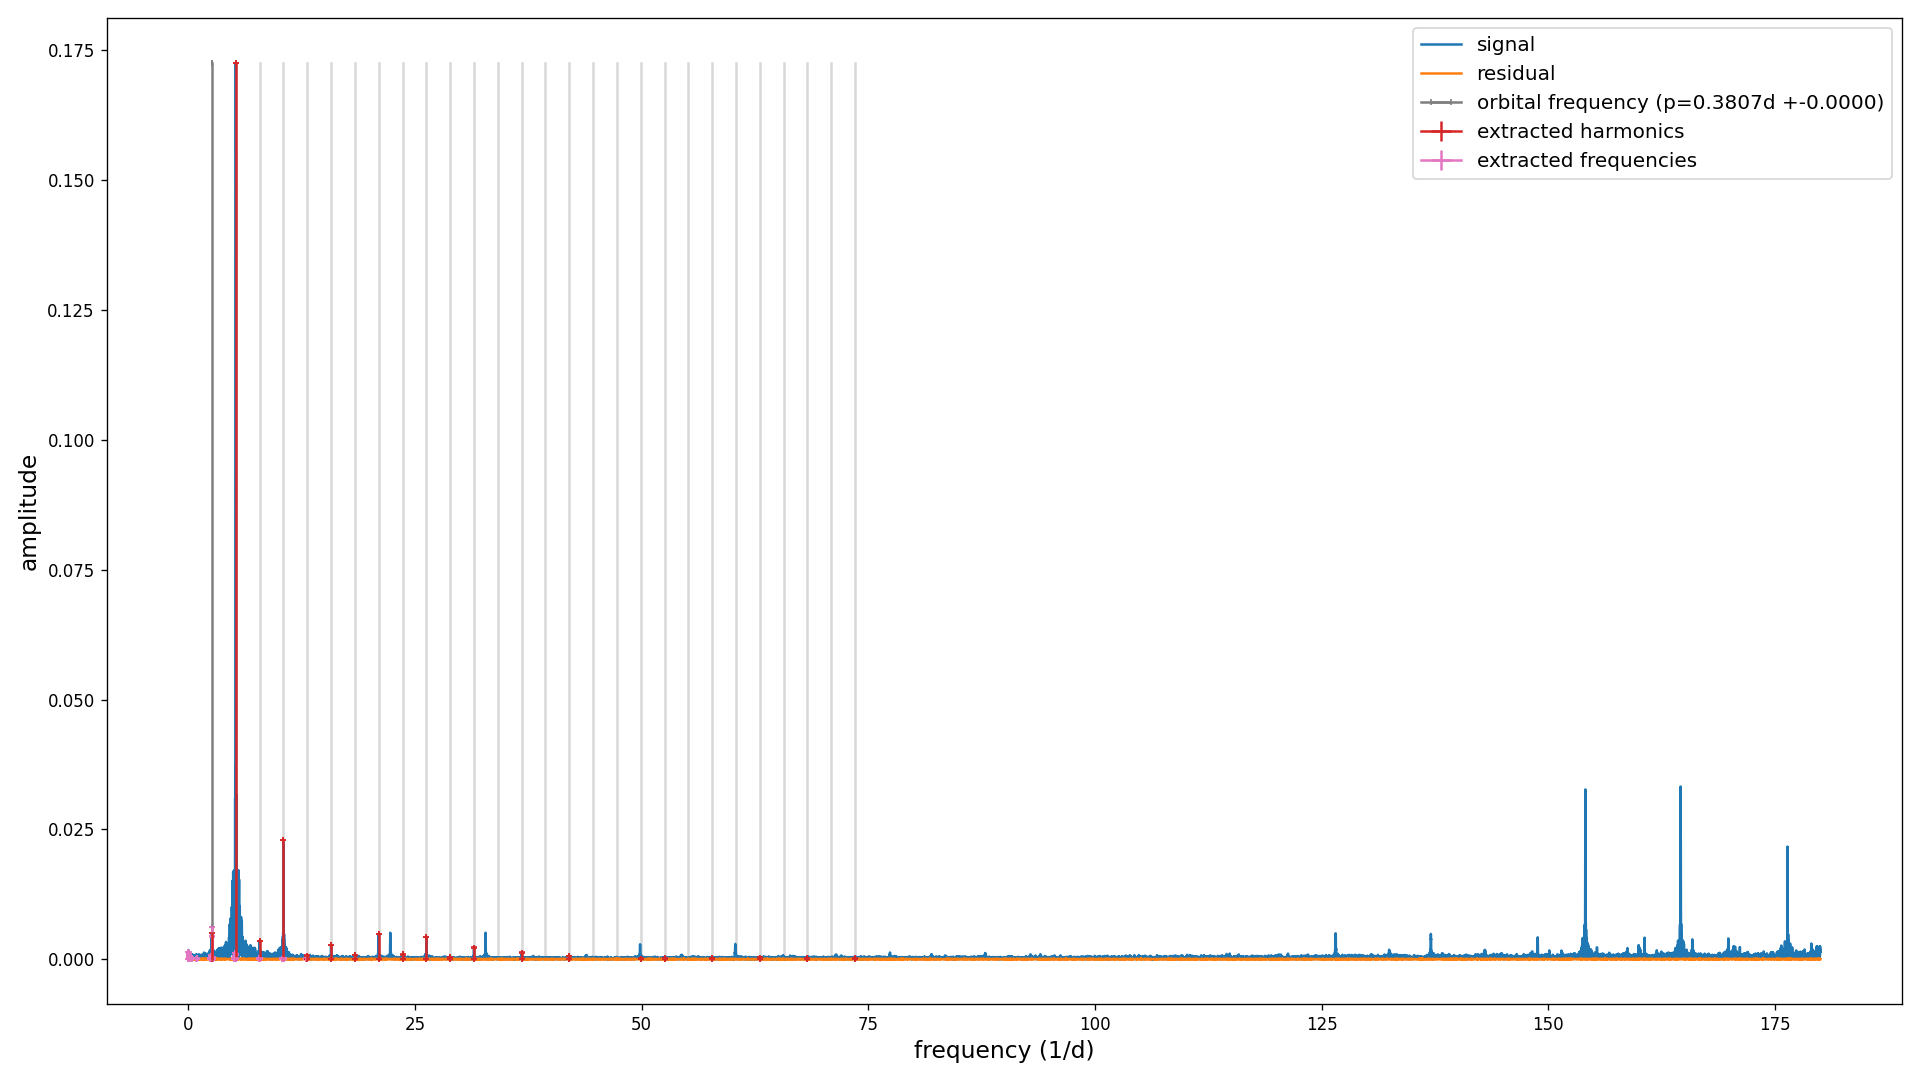 signal
residual
orbital frequency (p=0.3807d +-0.0000)
extracted harmonics
extracted frequencies
0.175
0.150
0.125
0.100
0.075
0.050
0.025
0.000
amplitude
0 25 50 75 100 125 150 175
frequency (1/d)